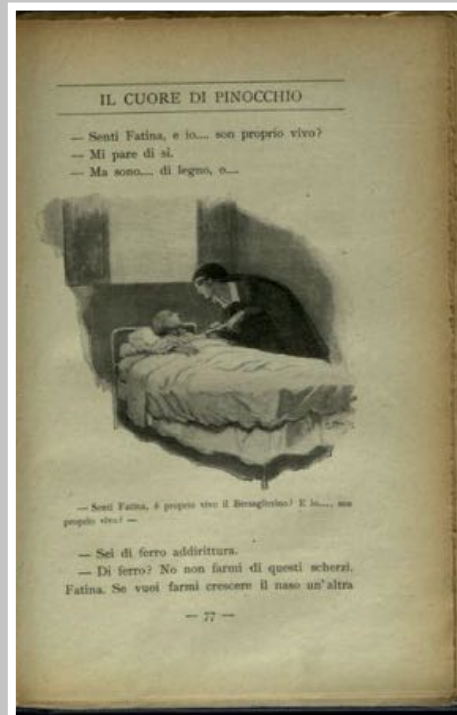 IL CUORE DI PINOCCHIO
— Senti Fatina, e io.... son proprio vivo?
— Mi pare di sì.
— Ma sono.... di legno, o....
— Senti Fatina, è proprio vivo il Bersaglierino? E io...., son
proprio vivo? —
— Sei di ferro addirittura.
— Di ferro? No non farmi di questi scherzi,
Fatina. Se vuoi farmi crescere il naso un'altra
— 77 —